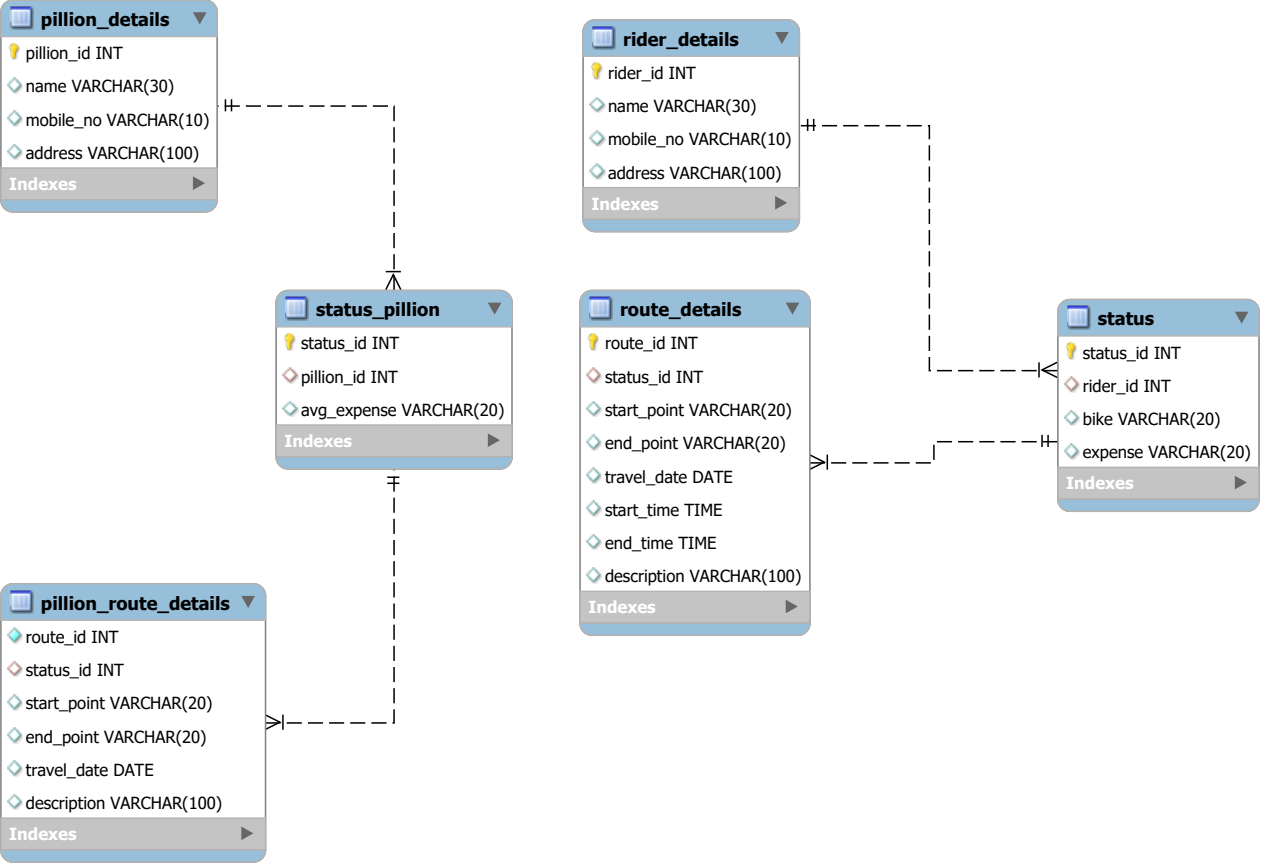 pillion_details
pillion_id INT
name VARCHAR(30)
mobile_no VARCHAR(10)
address VARCHAR(100)
Indexes
rider_details
rider_id INT
name VARCHAR(30)
mobile_no VARCHAR(10)
address VARCHAR(100)
Indexes
status_pillion
status_id INT
pillion_id INT
avg_expense VARCHAR(20)
Indexes
route_details
route_id INT
status_id INT
start_point VARCHAR(20)
end_point VARCHAR(20)
travel_date DATE
start_time TIME
end_time TIME
description VARCHAR(100)
Indexes
status
status_id INT
rider_id INT
bike VARCHAR(20)
expense VARCHAR(20)
Indexes
pillion_route_details
route_id INT
status_id INT
start_point VARCHAR(20)
end_point VARCHAR(20)
travel_date DATE
description VARCHAR(100)
Indexes